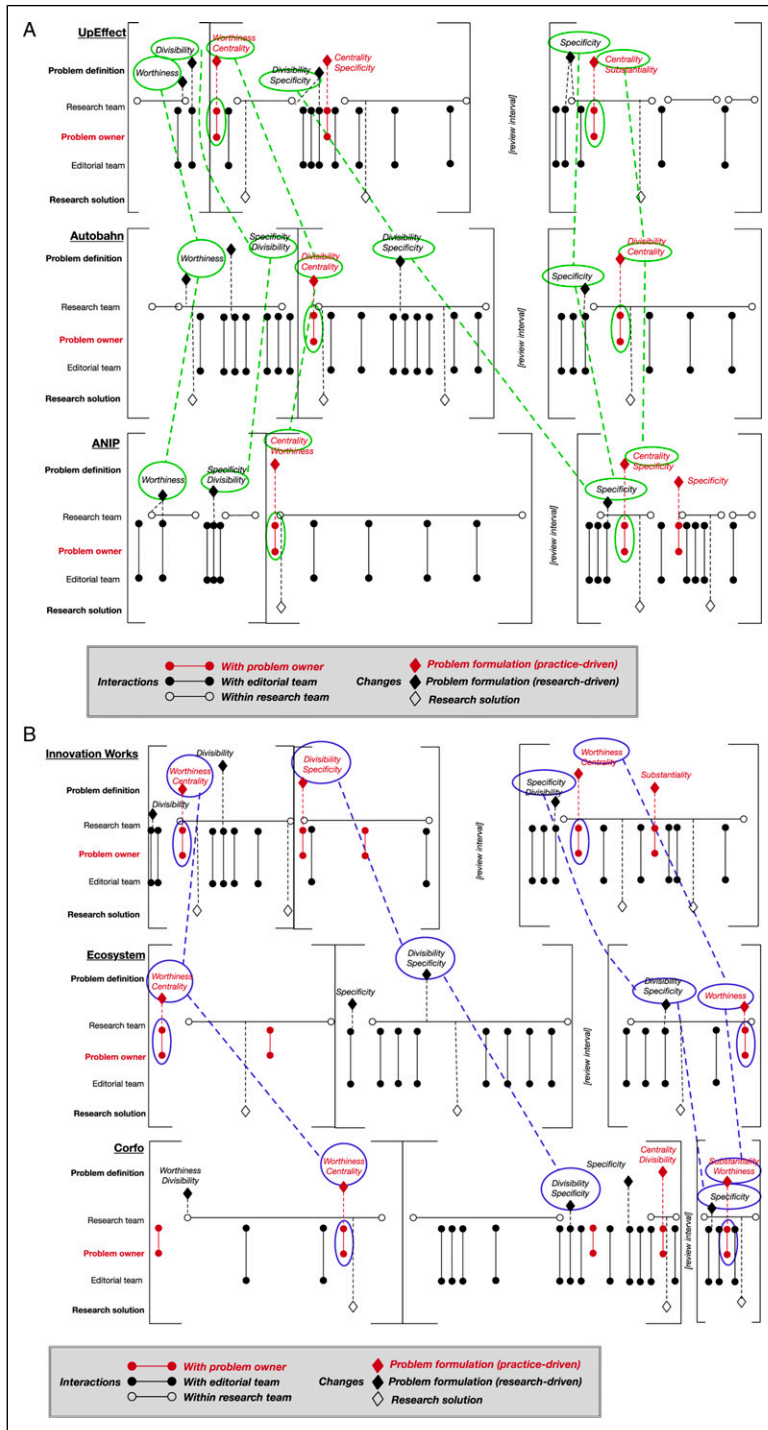 A
UpEffect
Divisibility
Worthiness
Centrality
Specificity
Centrality
Specificity
Centrality
Substantiality
Problem definition
Worthiness
Divisibility
Specificity
Research team
Problem owner
Editorial team
[review interval]
Research solution
Autobahn
Problem definition
Worthiness
Specificity
Divisibility
Divisibility
Centrality
Divisibility
Specificity
Specificity
Divisibility
Centrality
Research team
Problem owner
Editorial team
[review interval]
Research solution
ANIP
Problem definition
Centrality
Worthiness
Centrality
Specificity
Worthiness
Specificity
Divisibility
Specificity
Specificity
Research team
Problem owner
Editorial team
[review interval]
Research solution
Interactions
With problem owner
With editorial team
Within research team
Changes
Problem formulation (practice-driven)
Problem formulation (research-driven)
Research solution
B
Innovation Works
Divisibility
Worthiness
Centrality
Divisibility
Specificity
Worthiness
Centrality
Specificity
Divisibility
Substantiality
Problem definition
Divisibility
Research team
Problem owner
Editorial team
[review interval]
Research solution
Ecosystem
Problem definition
Worthiness
Centrality
Specificity
Divisibility
Specificity
Divisibility
Specificity
Worthiness
Research team
Problem owner
Editorial team
[review interval]
Research solution
Corfo
Problem definition
Worthiness
Divisibility
Worthiness
Centrality
Divisibility
Specificity
Specificity
Centrality
Divisibility
Substantiality
Worthiness
Specificity
Research team
Problem owner
Editorial team
[review interval]
Research solution
Interactions
With problem owner
With editorial team
Within research team
Changes
Problem formulation (practice-driven)
Problem formulation (research-driven)
Research solution